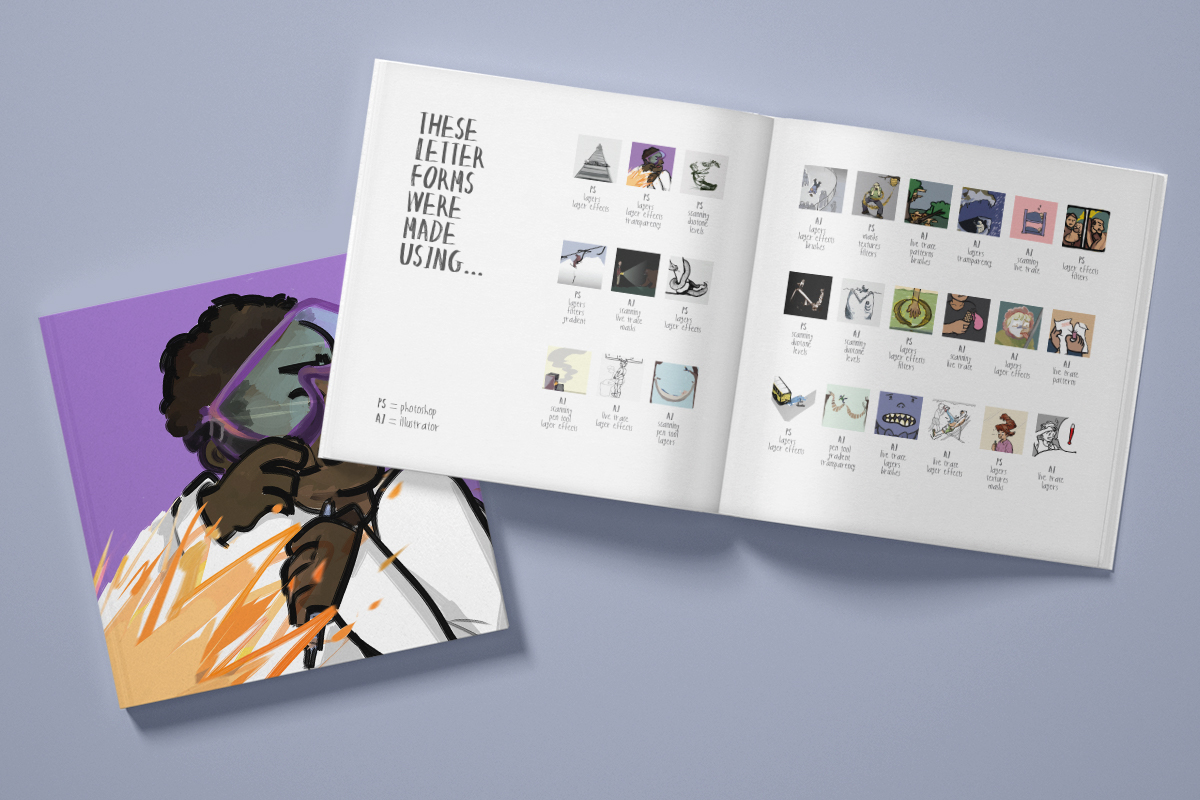 THESE
LETTER
FORMS
WERE
MADE
USING...
PS = photoshop
AI = illustrator
PS
layers
layer effects
PS
layers
layer effects
transparency
PS
scanning
duotone
levels
PS
layers
filters
gradient
AI
scanning
live trace
masks
PS
layers
layer effects
AI
scanning
pen tool
layer effects
AI
live trace
layer effects
AI
scanning
pen tool
layers
AI
layers
layer effects
brushes
PS
masks
textures
filters
AI
live trace
patterns
brushes
AI
layers
transparency
AI
scanning
live trace
PS
layer effects
filters
PS
scanning
duotone
levels
AI
scanning
duotone
levels
PS
layers
layer effects
filters
AI
scanning
live trace
AI
layers
layer effects
AI
live trace
pattern
PS
layers
layer effects
AI
pen tool
gradient
transparency
AI
live trace
layers
brushes
AI
live trace
layer effects
PS
layers
textures
masks
AI
live trace
layers